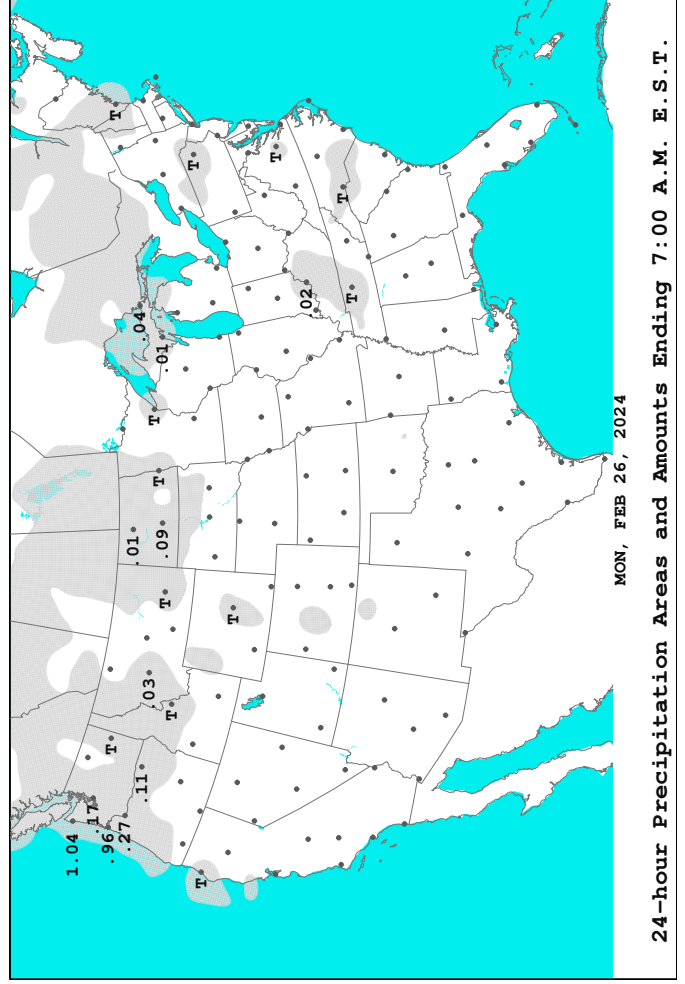 1.04
.17
.96
T
T
.27
.01
.04
.11
.03
T
T
.09
.01
T
T
T
T
T
T
.02
T
T
MON, FEB 26, 2024
24-hour Precipitation Areas and Amounts Ending 7:00 A.M. E.S.T.